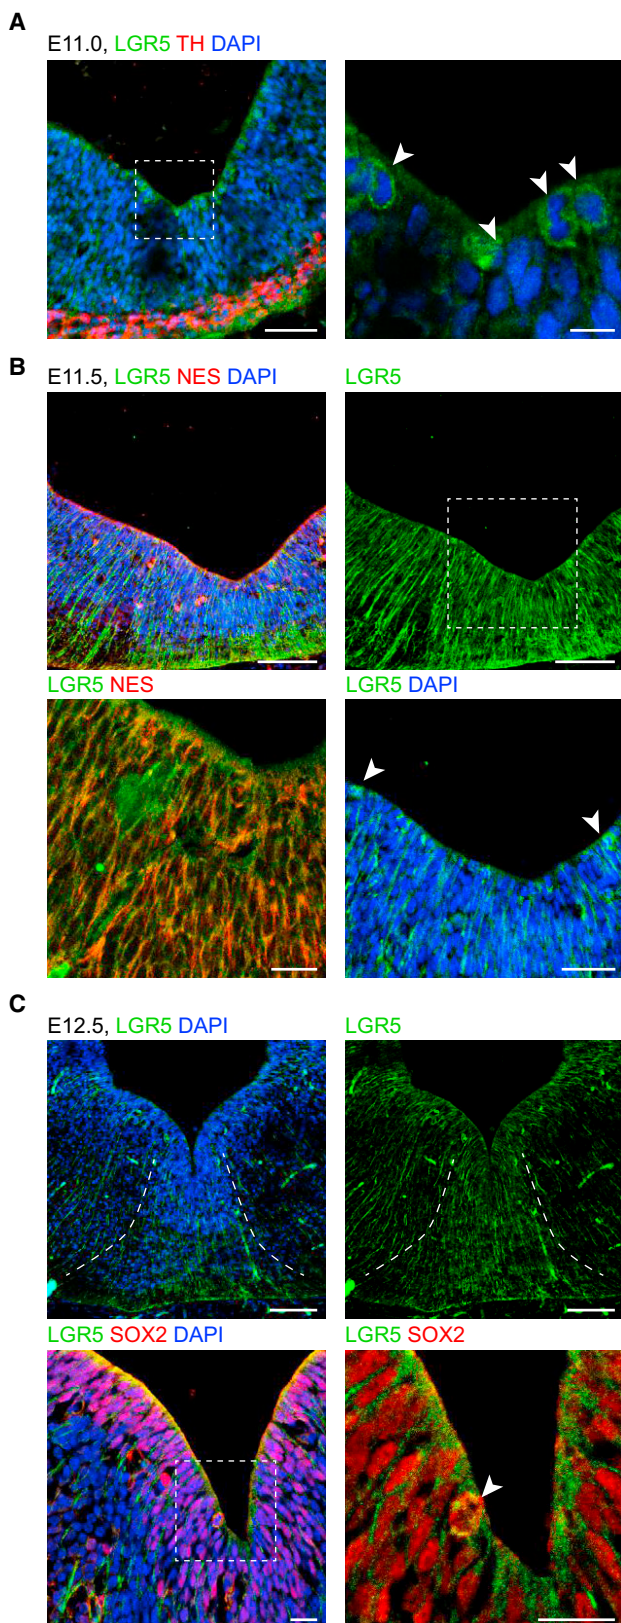 A
E11.0, LGR5 TH DAPI
B
E11.5, LGR5 NES DAPI
LGR5
LGR5 NES
LGR5 DAPI
C
E12.5, LGR5 DAPI
LGR5
LGR5 SOX2 DAPI
LGR5 SOX2